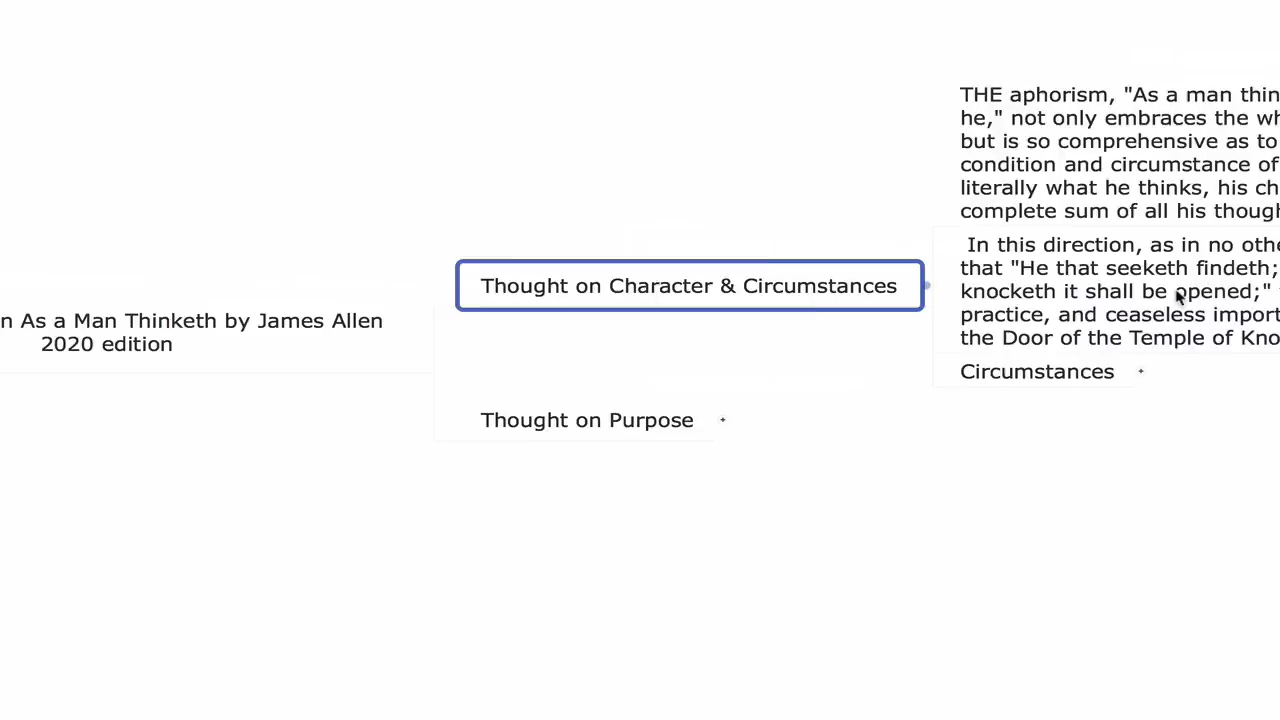 n As a Man Thinketh by James Allen
2020 edition
Thought on Character & Circumstances
Thought on Purpose
THE aphorism, "As a man thin
he," not only embraces the wh
but is so comprehensive as to
condition and circumstance of
literally what he thinks, his ch
complete sum of all his though
In this direction, as in no othe
that "He that seeketh findeth;
knocketh it shall be opened;"
practice, and ceaseless import
the Door of the Temple of Kno
Circumstances